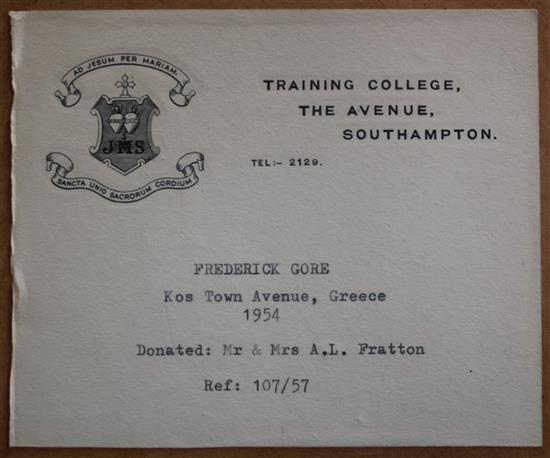 AD JESUM PER MARIAM.
JMS
SANCTA UNIO SACRORUM CORDIUM
TRAINING COLLEGE,
THE AVENUE,
SOUTHAMPTON.
TEL:- 2129.
FREDERICK GORE
Kos Town Avenue, Greece
1954
Donated: Mr & Mrs A.L. Fratton
Ref: 107/57